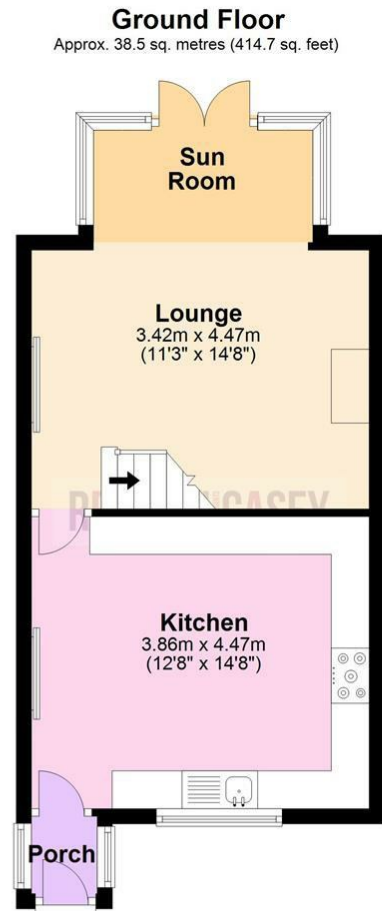 Ground Floor
Approx. 38.5 sq. metres (414.7 sq. feet)
Sun
Room
Lounge
3.42m x 4.47m
(11'3" x 14'8")
Kitchen
3.86m x 4.47m
(12'8" x 14'8")
Porch